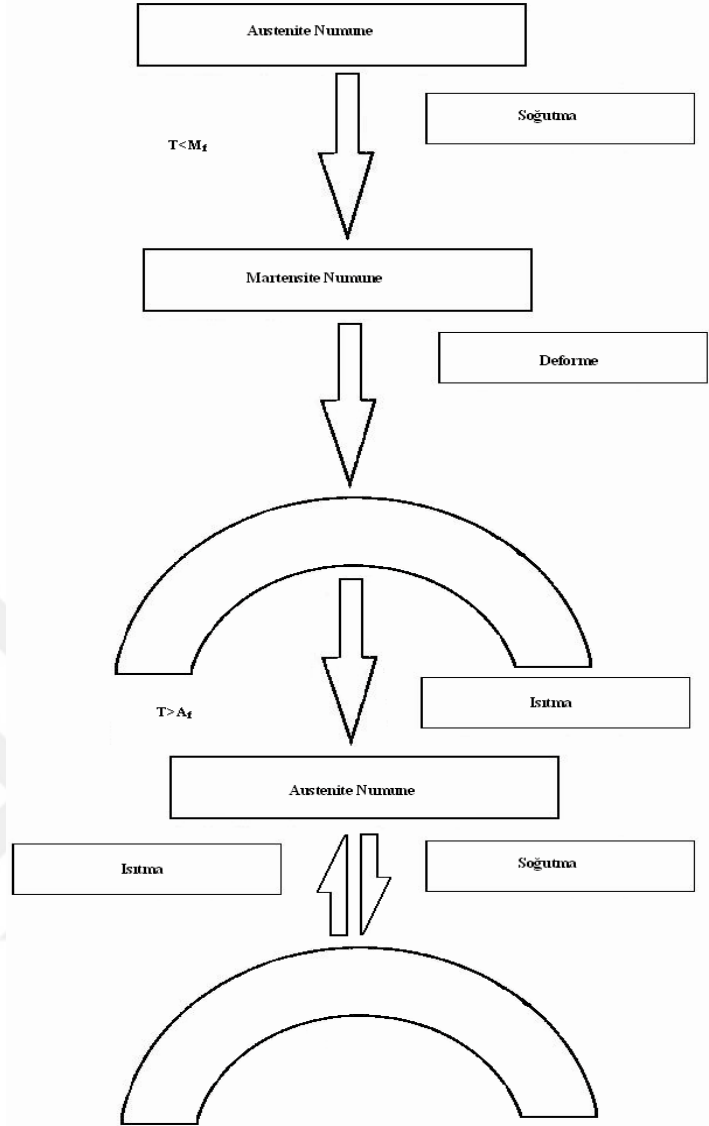 Austenite Numune
Soğutma
T<Mf
Martensite Numune
Deforme
Isıtma
T>Af
Austenite Numune
Isıtma
Soğutma